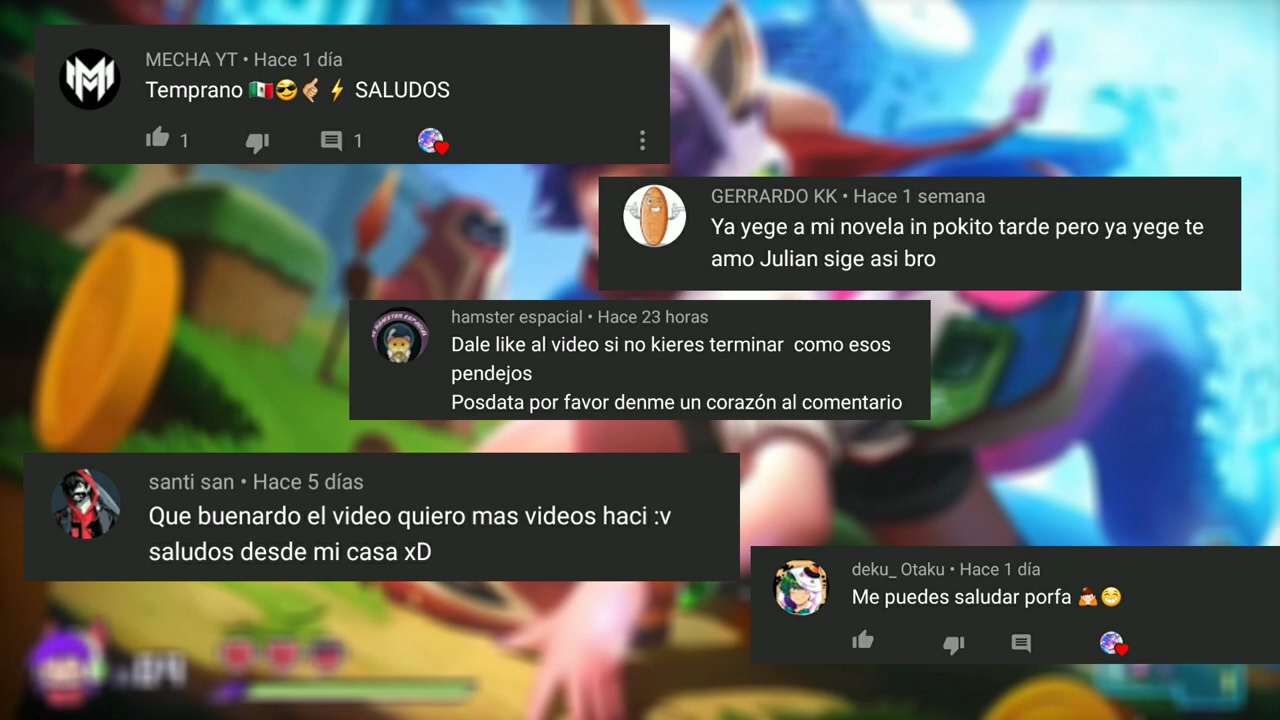 MECHA YT • Hace 1 día
Temprano 🇲🇽😎🤙🏼⚡ SALUDOS
1 1
GERRARDO KK • Hace 1 semana
Ya yege a mi novela in pokito tarde pero ya yege te
amo Julian sige asi bro
hamster espacial • Hace 23 horas
Dale like al video si no kieres terminar como esos
pendejos
Posdata por favor denme un corazón al comentario
santi san • Hace 5 días
Que buenardo el video quiero mas videos haci :v
saludos desde mi casa xD
deku_ Otaku • Hace 1 día
Me puedes saludar porfa 🙇😁